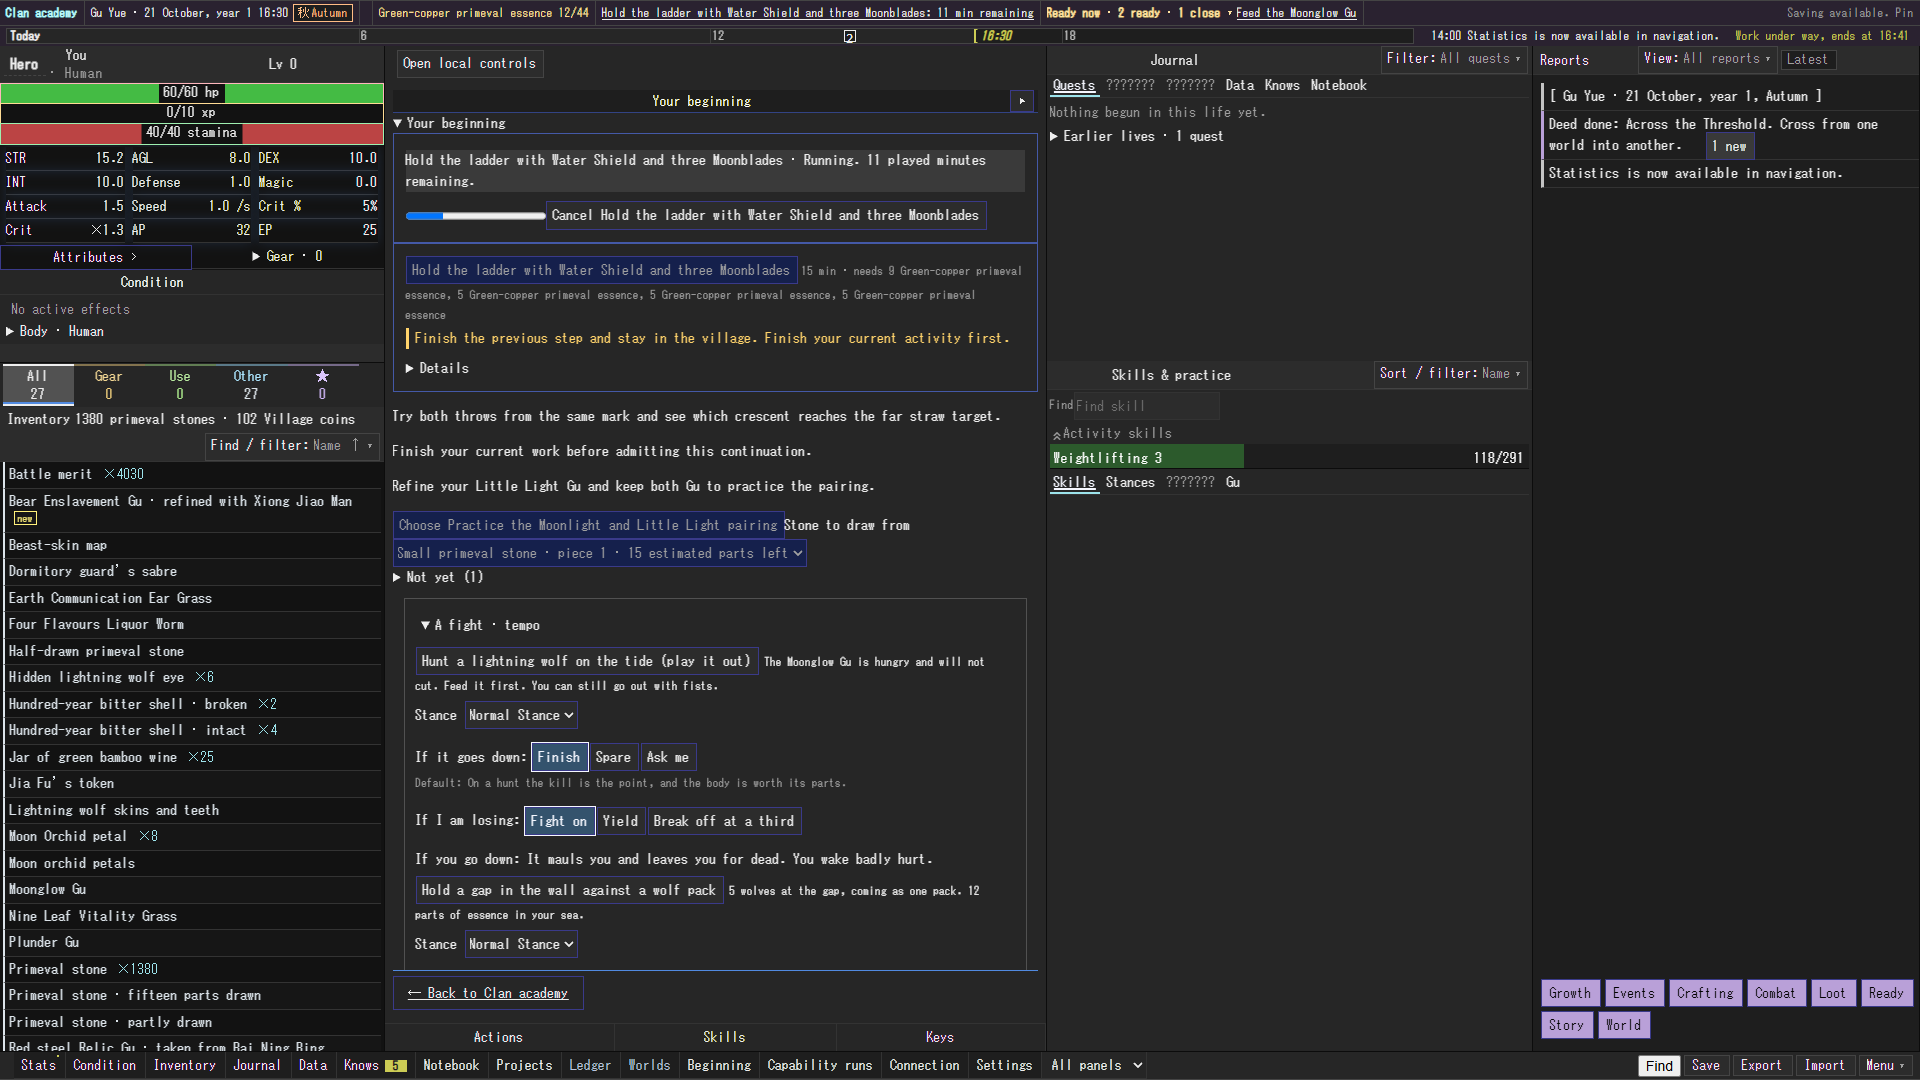 Clan academy Gu Yue · 21 October, year 1 16:30 秋Autumn Green-copper primeval essence 12/44 Hold the ladder with Water Shield and three Moonblades: 11 min remaining Ready now · 2 ready · 1 close ▾ Feed the Moonglow Gu Saving available. Pin
Today 6 12 2 [ 16:30 18 14:00 Statistics is now available in navigation. Work under way, ends at 16:41
Hero · You
Human
Lv 0
60/60 hp
0/10 xp
40/40 stamina
STR 15.2 AGL 8.0 DEX 10.0
INT 10.0 Defense 1.0 Magic 0.0
Attack 1.5 Speed 1.0 /s Crit % 5%
Crit ×1.3 AP 32 EP 25
Attributes > ▶ Gear · 0
Condition
No active effects
▶ Body · Human
All Gear Use Other ★
27 0 0 27 0
Inventory 1380 primeval stones · 102 Village coins
Find / filter: Name ↑ ▾
Battle merit ×4030
Bear Enslavement Gu · refined with Xiong Jiao Man
new
Beast-skin map
Dormitory guard's sabre
Earth Communication Ear Grass
Four Flavours Liquor Worm
Half-drawn primeval stone
Hidden lightning wolf eye ×6
Hundred-year bitter shell · broken ×2
Hundred-year bitter shell · intact ×4
Jar of green bamboo wine ×25
Jia Fu's token
Lightning wolf skins and teeth
Moon Orchid petal ×8
Moon orchid petals
Moonglow Gu
Nine Leaf Vitality Grass
Plunder Gu
Primeval stone ×1380
Primeval stone · fifteen parts drawn
Primeval stone · partly drawn
Red steel Relic Gu · taken from Bai Ning Bing
Open local controls
Your beginning ▸
▼ Your beginning
Hold the ladder with Water Shield and three Moonblades · Running. 11 played minutes
remaining.
Cancel Hold the ladder with Water Shield and three Moonblades
Hold the ladder with Water Shield and three Moonblades 15 min · needs 9 Green-copper primeval
essence, 5 Green-copper primeval essence, 5 Green-copper primeval essence, 5 Green-copper primeval
essence
Finish the previous step and stay in the village. Finish your current activity first.
▶ Details
Try both throws from the same mark and see which crescent reaches the far straw target.
Finish your current work before admitting this continuation.
Refine your Little Light Gu and keep both Gu to practice the pairing.
Choose Practice the Moonlight and Little Light pairing Stone to draw from
Small primeval stone · piece 1 · 15 estimated parts left
▶ Not yet (1)
▼ A fight · tempo
Hunt a lightning wolf on the tide (play it out) The Moonglow Gu is hungry and will not
cut. Feed it first. You can still go out with fists.
Stance Normal Stance
If it goes down: Finish Spare Ask me
Default: On a hunt the kill is the point, and the body is worth its parts.
If I am losing: Fight on Yield Break off at a third
If you go down: It mauls you and leaves you for dead. You wake badly hurt.
Hold a gap in the wall against a wolf pack 5 wolves at the gap, coming as one pack. 12
parts of essence in your sea.
Stance Normal Stance
← Back to Clan academy
Actions Skills Keys
Journal Filter: All quests ▾
Quests ??????? ??????? Data Knows Notebook
Nothing begun in this life yet.
▶ Earlier lives · 1 quest
Skills & practice Sort / filter: Name ▾
Find Find skill
Activity skills
Weightlifting 3 118/291
Skills Stances ??????? Gu
Reports View: All reports ▾ Latest
[ Gu Yue · 21 October, year 1, Autumn ]
Deed done: Across the Threshold. Cross from one
world into another. 1 new
Statistics is now available in navigation.
Growth Events Crafting Combat Loot Ready
Story World
Stats Condition Inventory Journal Data Knows 5 Notebook Projects Ledger Worlds Beginning Capability runs Connection Settings All panels Find Save Export Import Menu